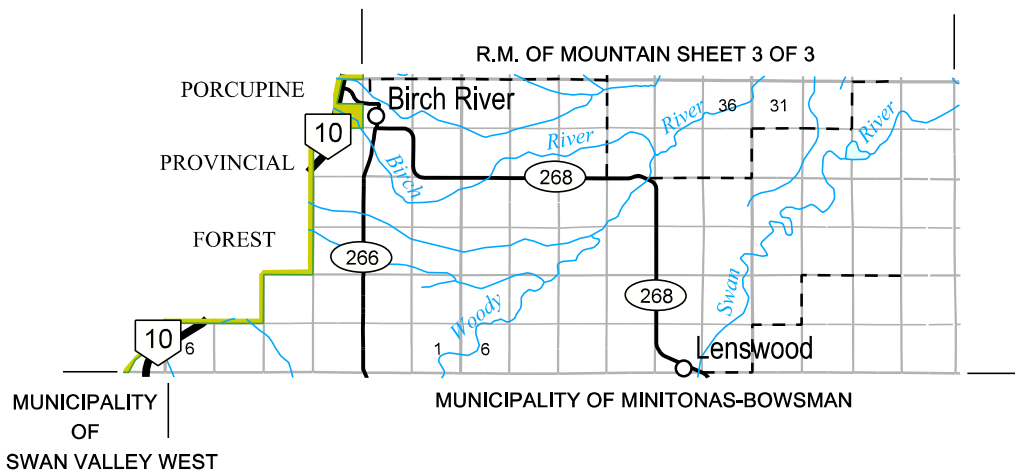 R.M. OF MOUNTAIN SHEET 3 OF 3
PORCUPINE
Birch River
36
31
River
River
River
10
PROVINCIAL
Birch
268
FOREST
266
268
Swan
Woody
10
6
1
6
Lenswood
MUNICIPALITY
OF
SWAN VALLEY WEST
MUNICIPALITY OF MINITONAS-BOWSMAN